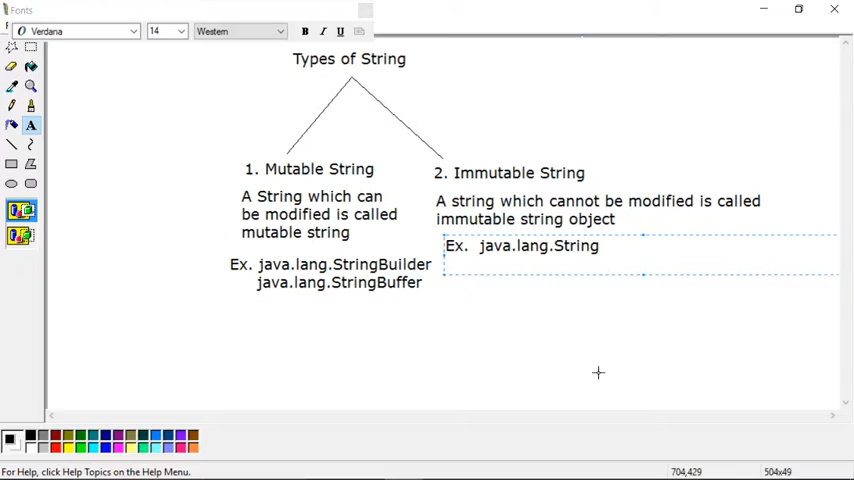 Fonts
Verdana
14
Western
B I U
A
Types of String
1. Mutable String
A String which can
be modified is called
mutable string
Ex. java.lang.StringBuilder
java.lang.StringBuffer
2. Immutable String
A string which cannot be modified is called
immutable string object
Ex. java.lang.String
For Help, click Help Topics on the Help Menu.
704,429
504x49